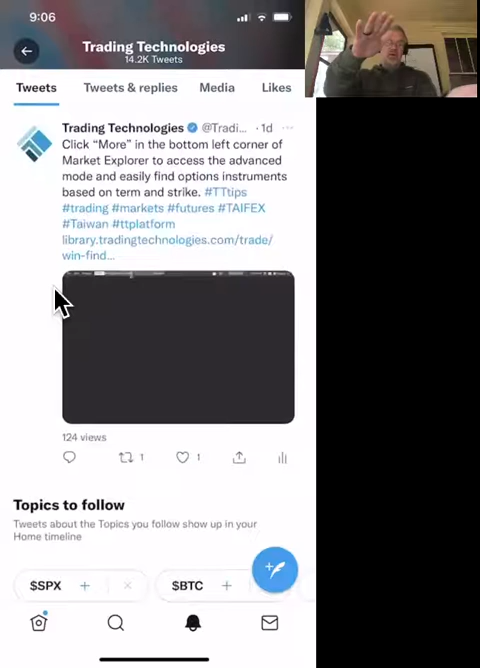 9:06
Trading Technologies
14.2K Tweets
Tweets Tweets & replies Media Likes
Trading Technologies @Tradi... · 1d ···
Click “More” in the bottom left corner of
Market Explorer to access the advanced
mode and easily find options instruments
based on term and strike. #TTtips
#trading #markets #futures #TAIFEX
#Taiwan #ttplatform
library.tradingtechnologies.com/trade/
win-find...
124 views
1 1
Topics to follow
Tweets about the Topics you follow show up in your
Home timeline
$SPX + × $BTC +